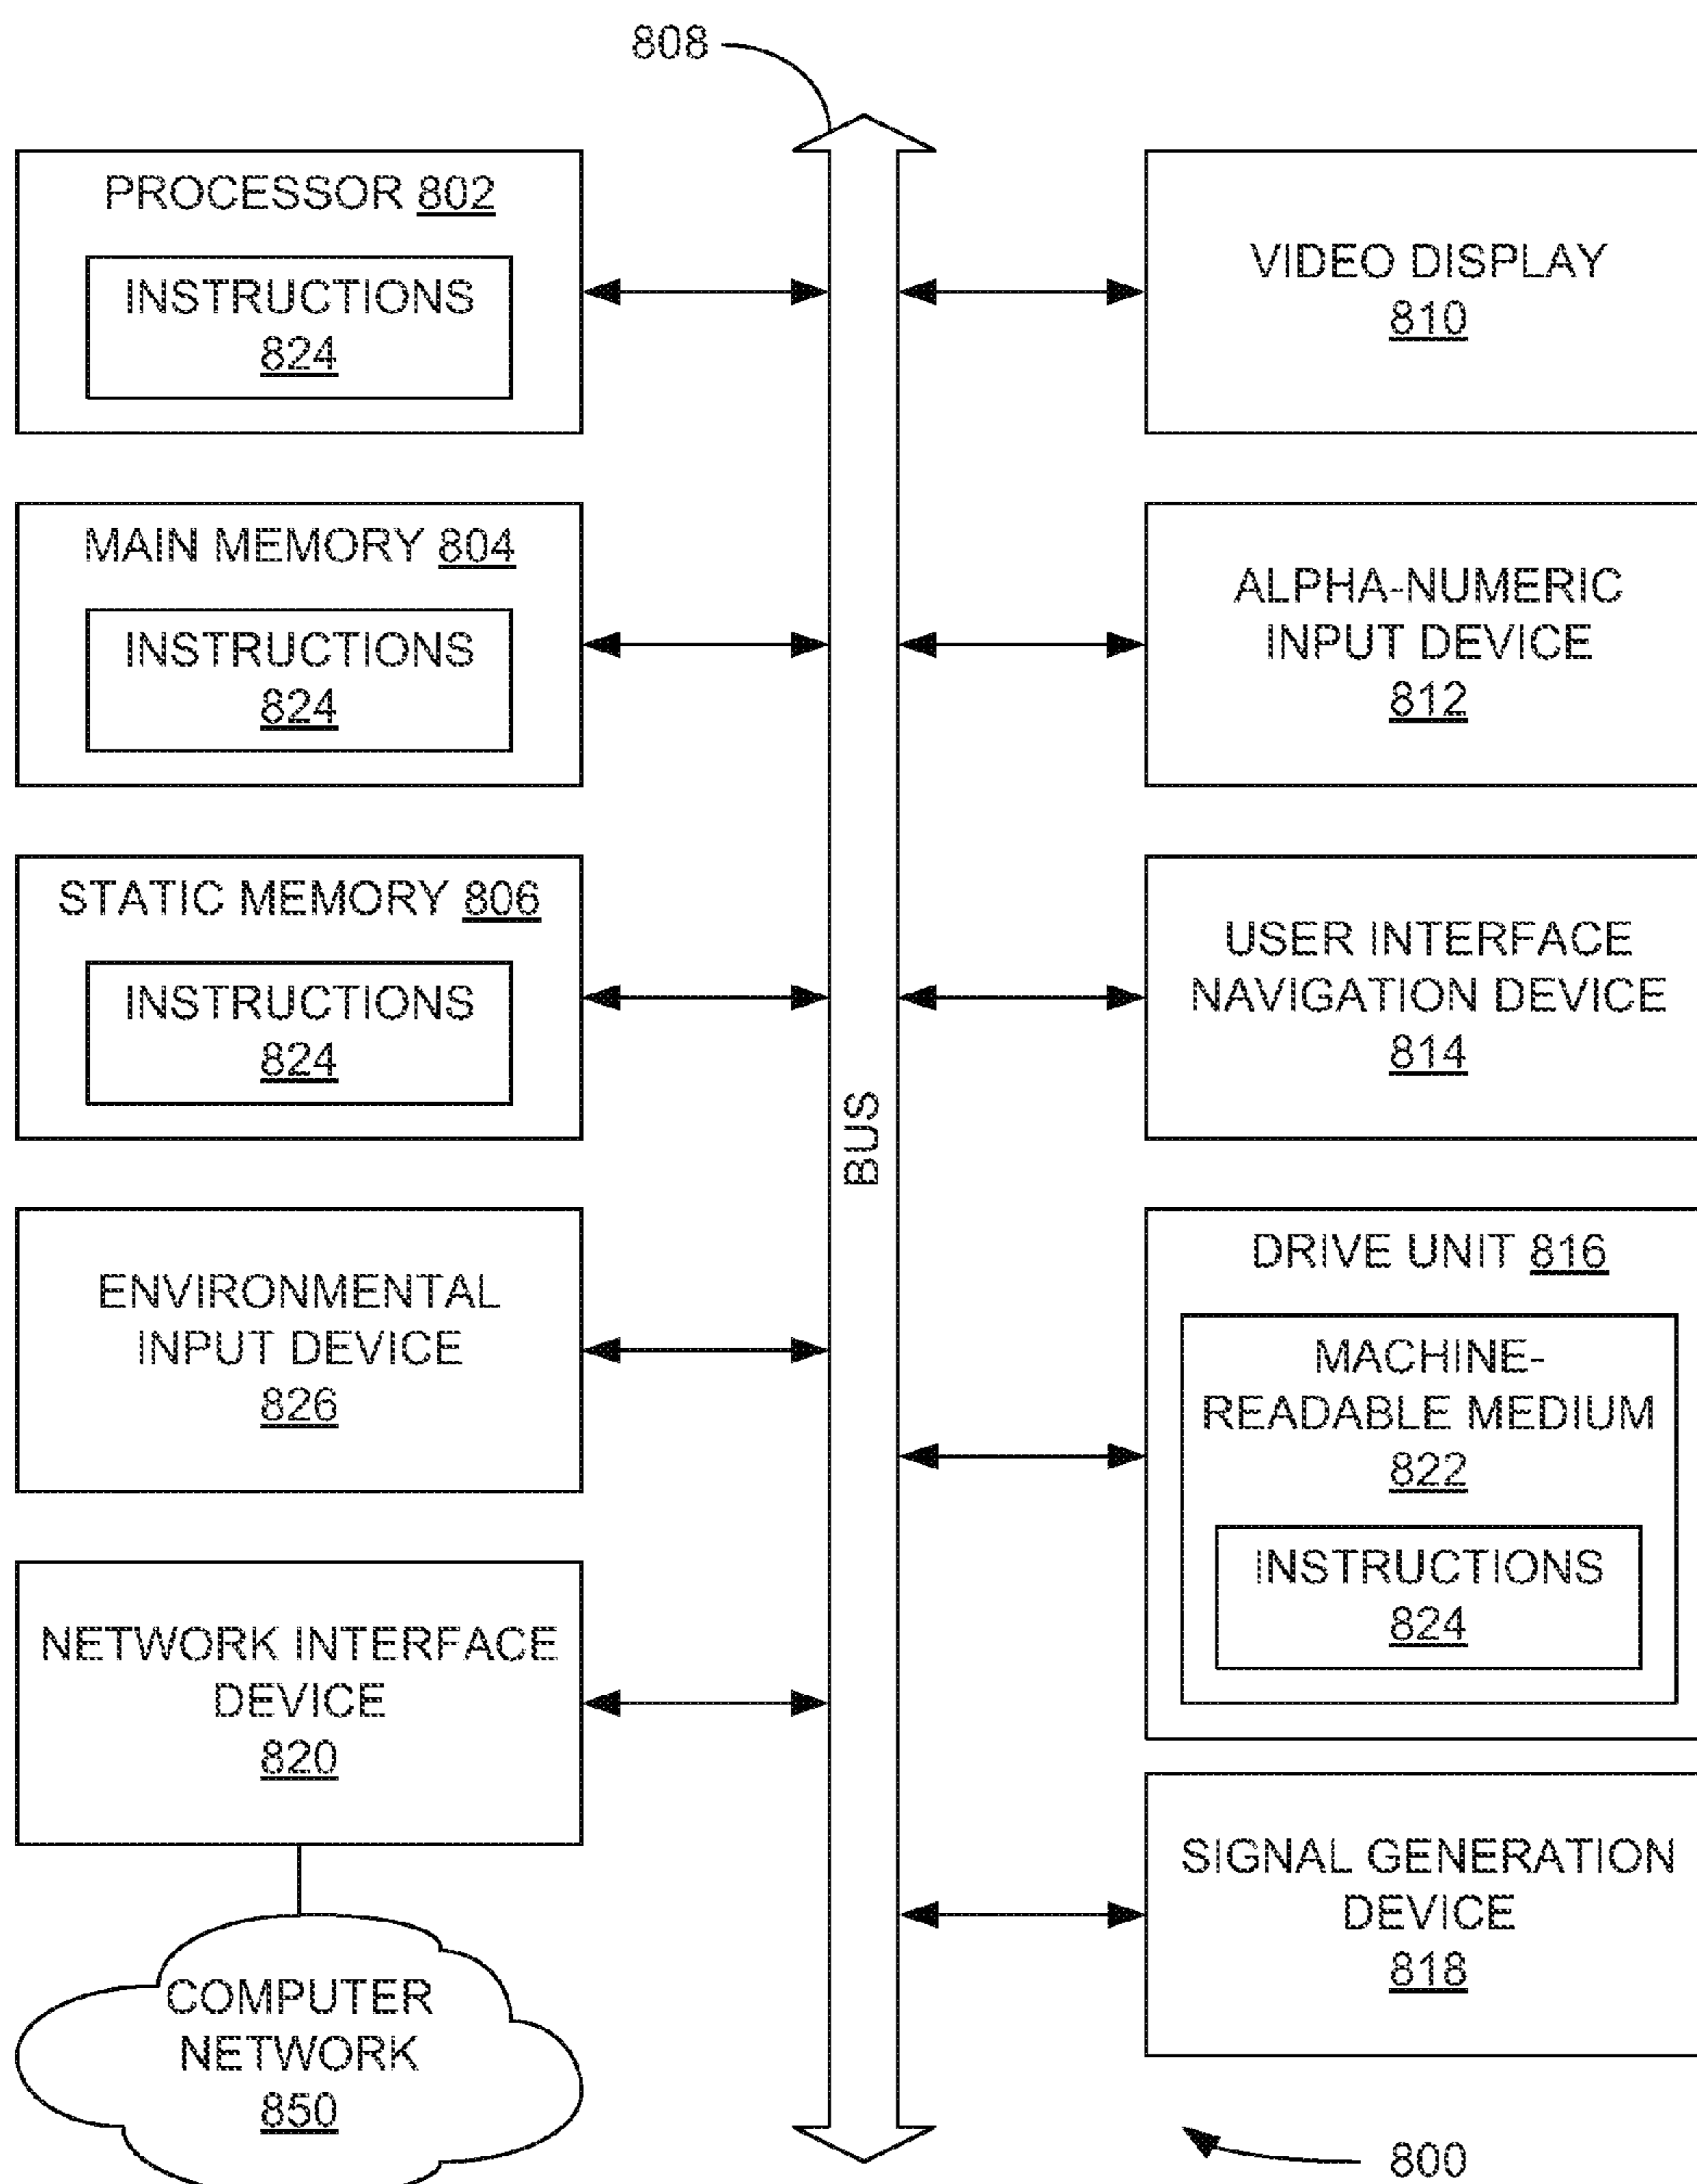 808
PROCESSOR 802
INSTRUCTIONS
824
MAIN MEMORY 804
INSTRUCTIONS
824
STATIC MEMORY 806
INSTRUCTIONS
824
ENVIRONMENTAL
INPUT DEVICE
826
NETWORK INTERFACE
DEVICE
820
COMPUTER
NETWORK
850
BUS
VIDEO DISPLAY
810
ALPHA-NUMERIC
INPUT DEVICE
812
USER INTERFACE
NAVIGATION DEVICE
814
DRIVE UNIT 816
MACHINE-
READABLE MEDIUM
822
INSTRUCTIONS
824
SIGNAL GENERATION
DEVICE
818
800